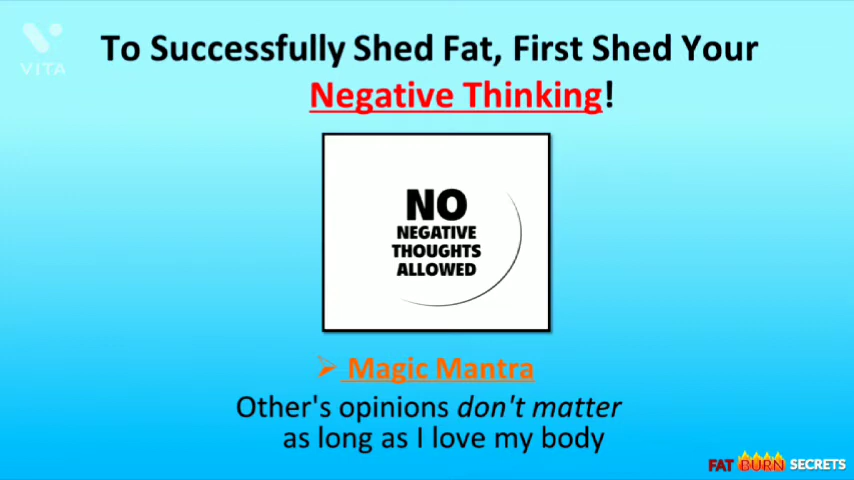 VITA
To Successfully Shed Fat, First Shed Your
Negative Thinking!
NO
NEGATIVE
THOUGHTS
ALLOWED
➢ Magic Mantra
Other's opinions don't matter
as long as I love my body
FAT BURN SECRETS